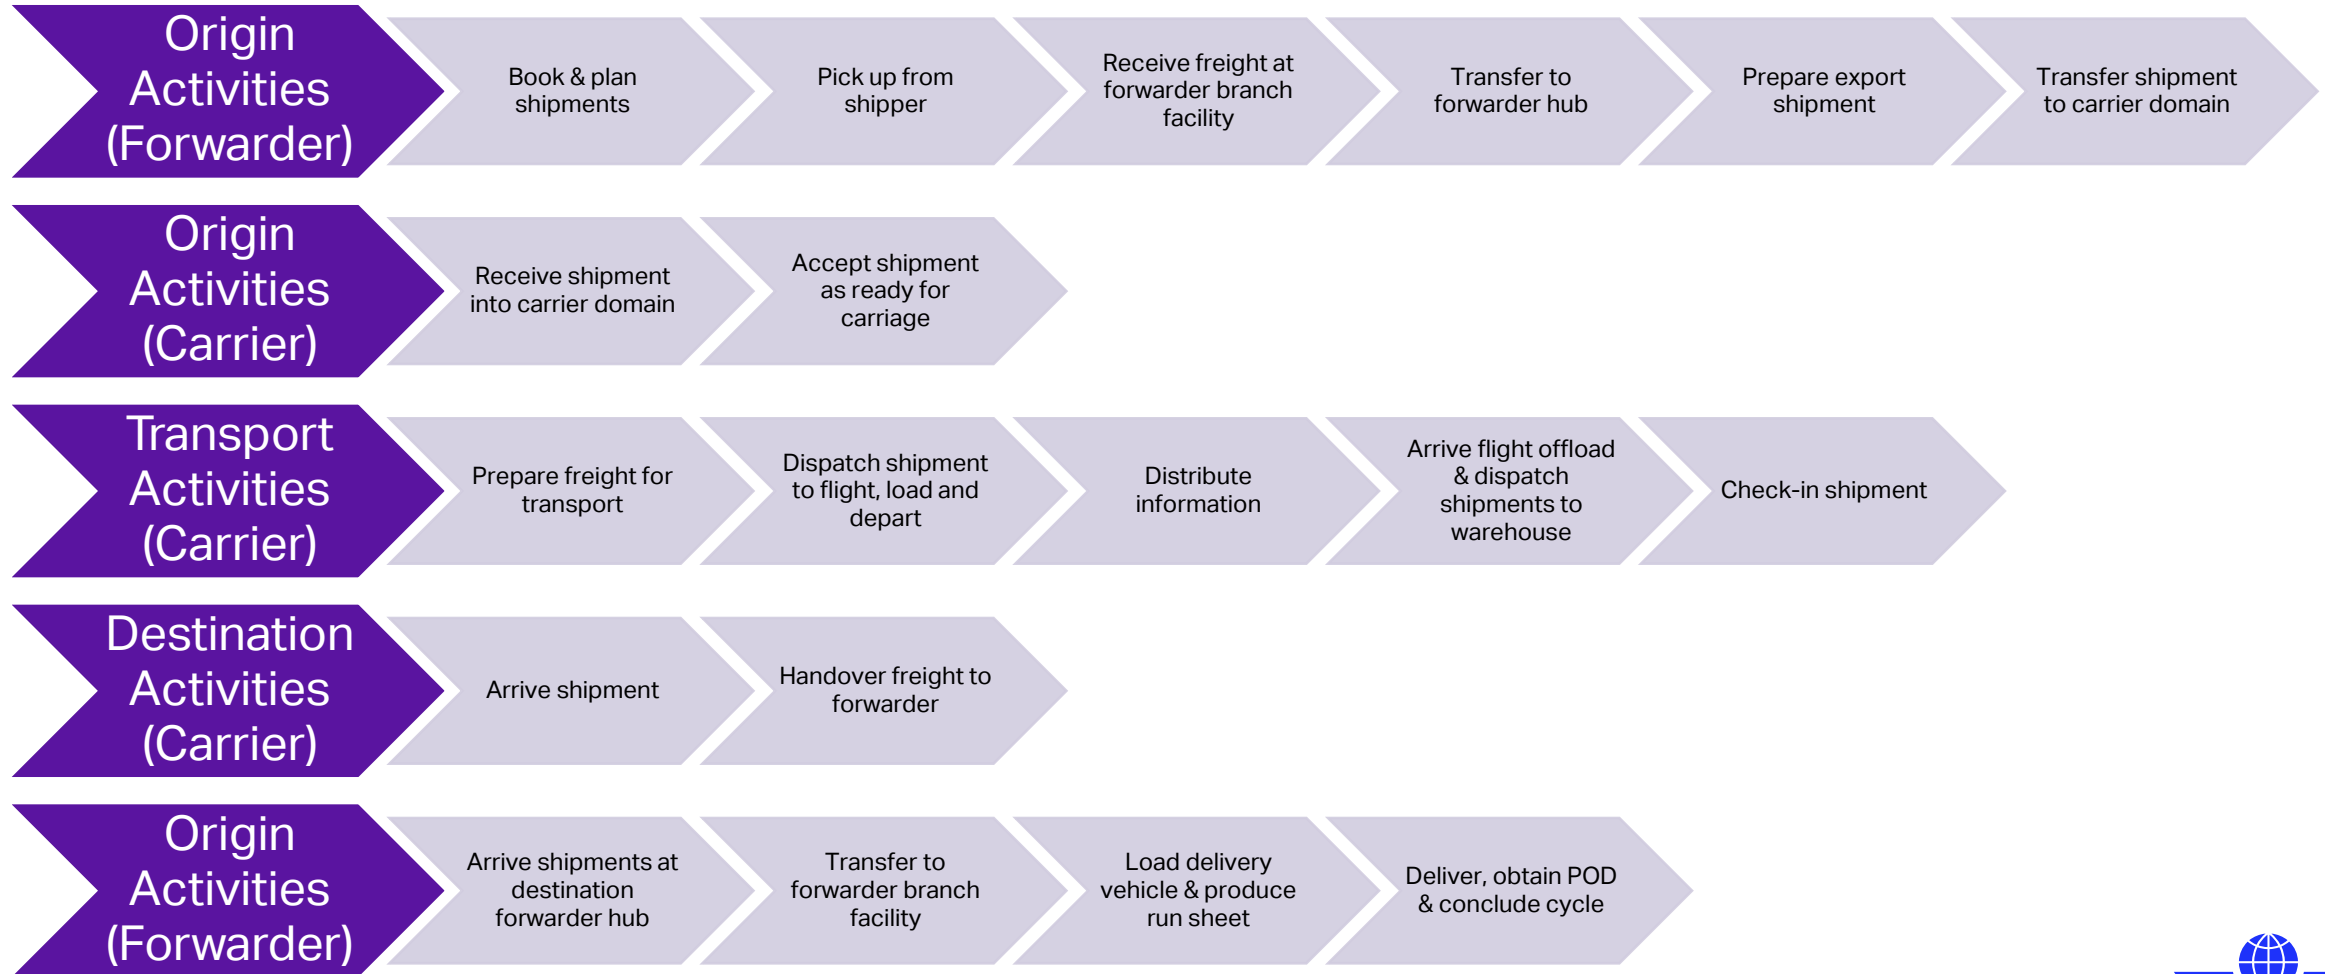 Origin
Activities
(Forwarder)
Book & plan
shipments
Pick up from
shipper
Receive freight at
forwarder branch
facility
Transfer to
forwarder hub
Prepare export
shipment
Transfer shipment
to carrier domain
Origin
Activities
(Carrier)
Receive shipment
into carrier domain
Accept shipment
as ready for
carriage
Transport
Activities
(Carrier)
Prepare freight for
transport
Dispatch shipment
to flight, load and
depart
Distribute
information
Arrive flight offload
& dispatch
shipments to
warehouse
Check-in shipment
Destination
Activities
(Carrier)
Arrive shipment
Handover freight to
forwarder
Origin
Activities
(Forwarder)
Arrive shipments at
destination
forwarder hub
Transfer to
forwarder branch
facility
Load delivery
vehicle & produce
run sheet
Deliver, obtain POD
& conclude cycle